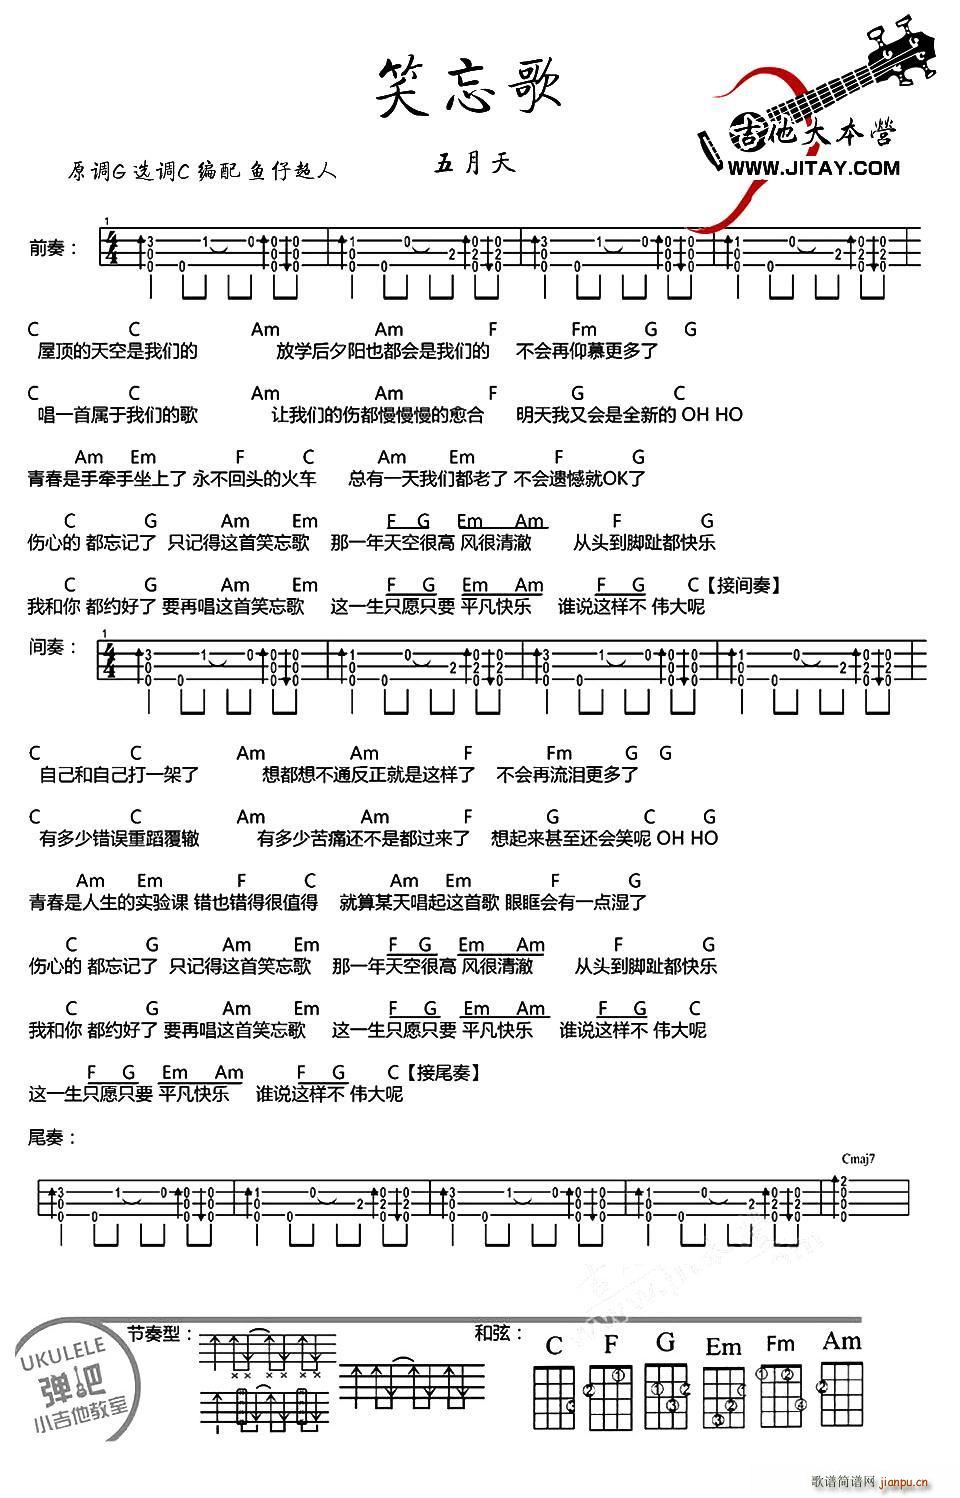 笑忘歌
吉他大本营
WWW.JITAY.COM
五月天
原调G 选调C 编配 鱼仔超人
前奏：
C C Am Am F Fm G G
屋顶的天空是我们的 放学后夕阳也都会是我们的 不会再仰慕更多了
C C Am Am F G C
唱一首属于我们的歌 让我们的伤都慢慢慢的愈合 明天我又会是全新的 OH HO
Am Em F C Am Em F G
青春是手牵手坐上了 永不回头的火车 总有一天我们都老了 不会遗憾就OK了
C G Am Em F G Em Am F G
伤心的 都忘记了 只记得这首笑忘歌 那一年天空很高 风很清澈 从头到脚趾都快乐
C G Am Em F G Em Am F G C【接间奏】
我和你 都约好了 要再唱这首笑忘歌 这一生只愿只要 平凡快乐 谁说这样不 伟大呢
间奏：
C C Am Am F Fm G G
自己和自己打一架了 想都想不通反正就是这样了 不会再流泪更多了
C C Am Am F G C G
有多少错误重蹈覆辙 有多少苦痛还不是都过来了 想起来甚至还会笑呢 OH HO
Am Em F C Am Em F G
青春是人生的实验课 错也错得很值得 就算某天唱起这首歌 眼眶会有一点湿了
C G Am Em F G Em Am F G
伤心的 都忘记了 只记得这首笑忘歌 那一年天空很高 风很清澈 从头到脚趾都快乐
C G Am Em F G Em Am F G C
我和你 都约好了 要再唱这首笑忘歌 这一生只愿只要 平凡快乐 谁说这样不 伟大呢
F G Em Am F G C【接尾奏】
这一生只愿只要 平凡快乐 谁说这样不 伟大呢
尾奏：
Cmaj7
节奏型： 和弦： C F G Em Fm Am
UKULELE
弹吧
小吉他教室
歌谱简谱网 jianpu.cn